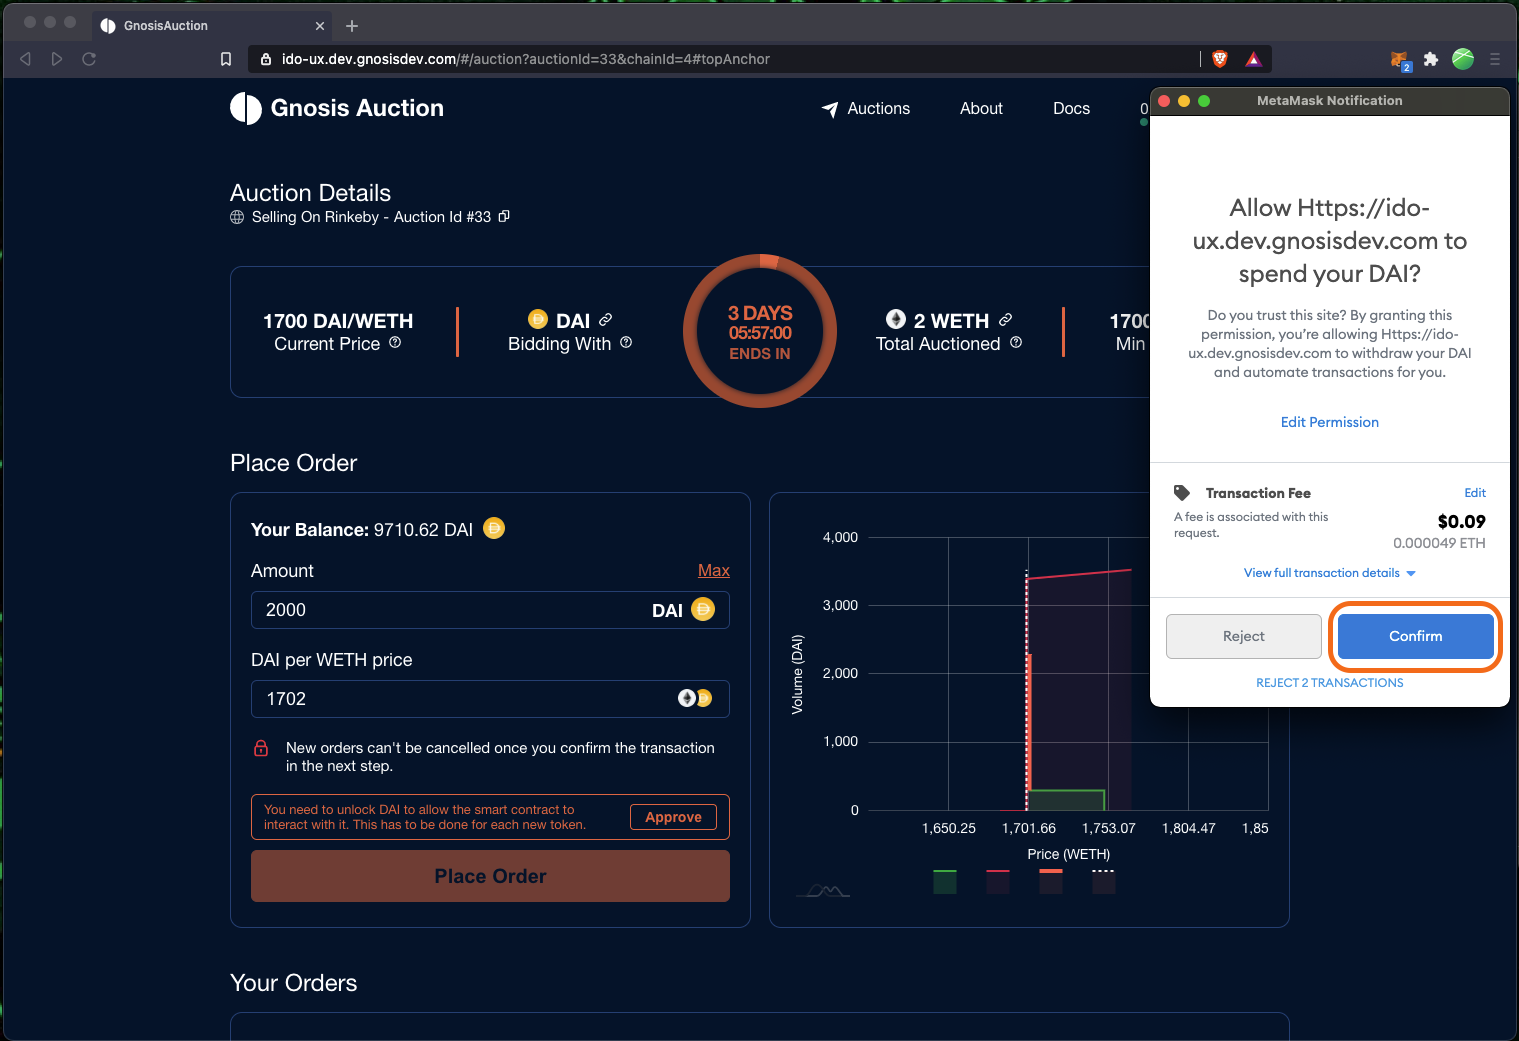 GnosisAuction
ido-ux.dev.gnosisdev.com/#/auction?auctionId=33&chainId=4#topAnchor
2
Gnosis Auction
Auctions
About
Docs
0
Auction Details
Selling On Rinkeby - Auction Id #33
1700 DAI/WETH
Current Price
DAI
Bidding With
3 DAYS
05:57:00
ENDS IN
2 WETH
Total Auctioned
1700
Min
Place Order
Your Balance: 9710.62 DAI
Amount
Max
2000
DAI
DAI per WETH price
1702
New orders can't be cancelled once you confirm the transaction
in the next step.
You need to unlock DAI to allow the smart contract to
interact with it. This has to be done for each new token.
Approve
Place Order
Volume (DAI)
4,000
3,000
2,000
1,000
0
1,650.25
1,701.66
1,753.07
1,804.47
1,85
Price (WETH)
Your Orders
MetaMask Notification
Allow Https://ido-
ux.dev.gnosisdev.com to
spend your DAI?
Do you trust this site? By granting this
permission, you’re allowing Https://ido-
ux.dev.gnosisdev.com to withdraw your DAI
and automate transactions for you.
Edit Permission
Transaction Fee
Edit
A fee is associated with this
request.
$0.09
0.000049 ETH
View full transaction details
Reject
Confirm
REJECT 2 TRANSACTIONS